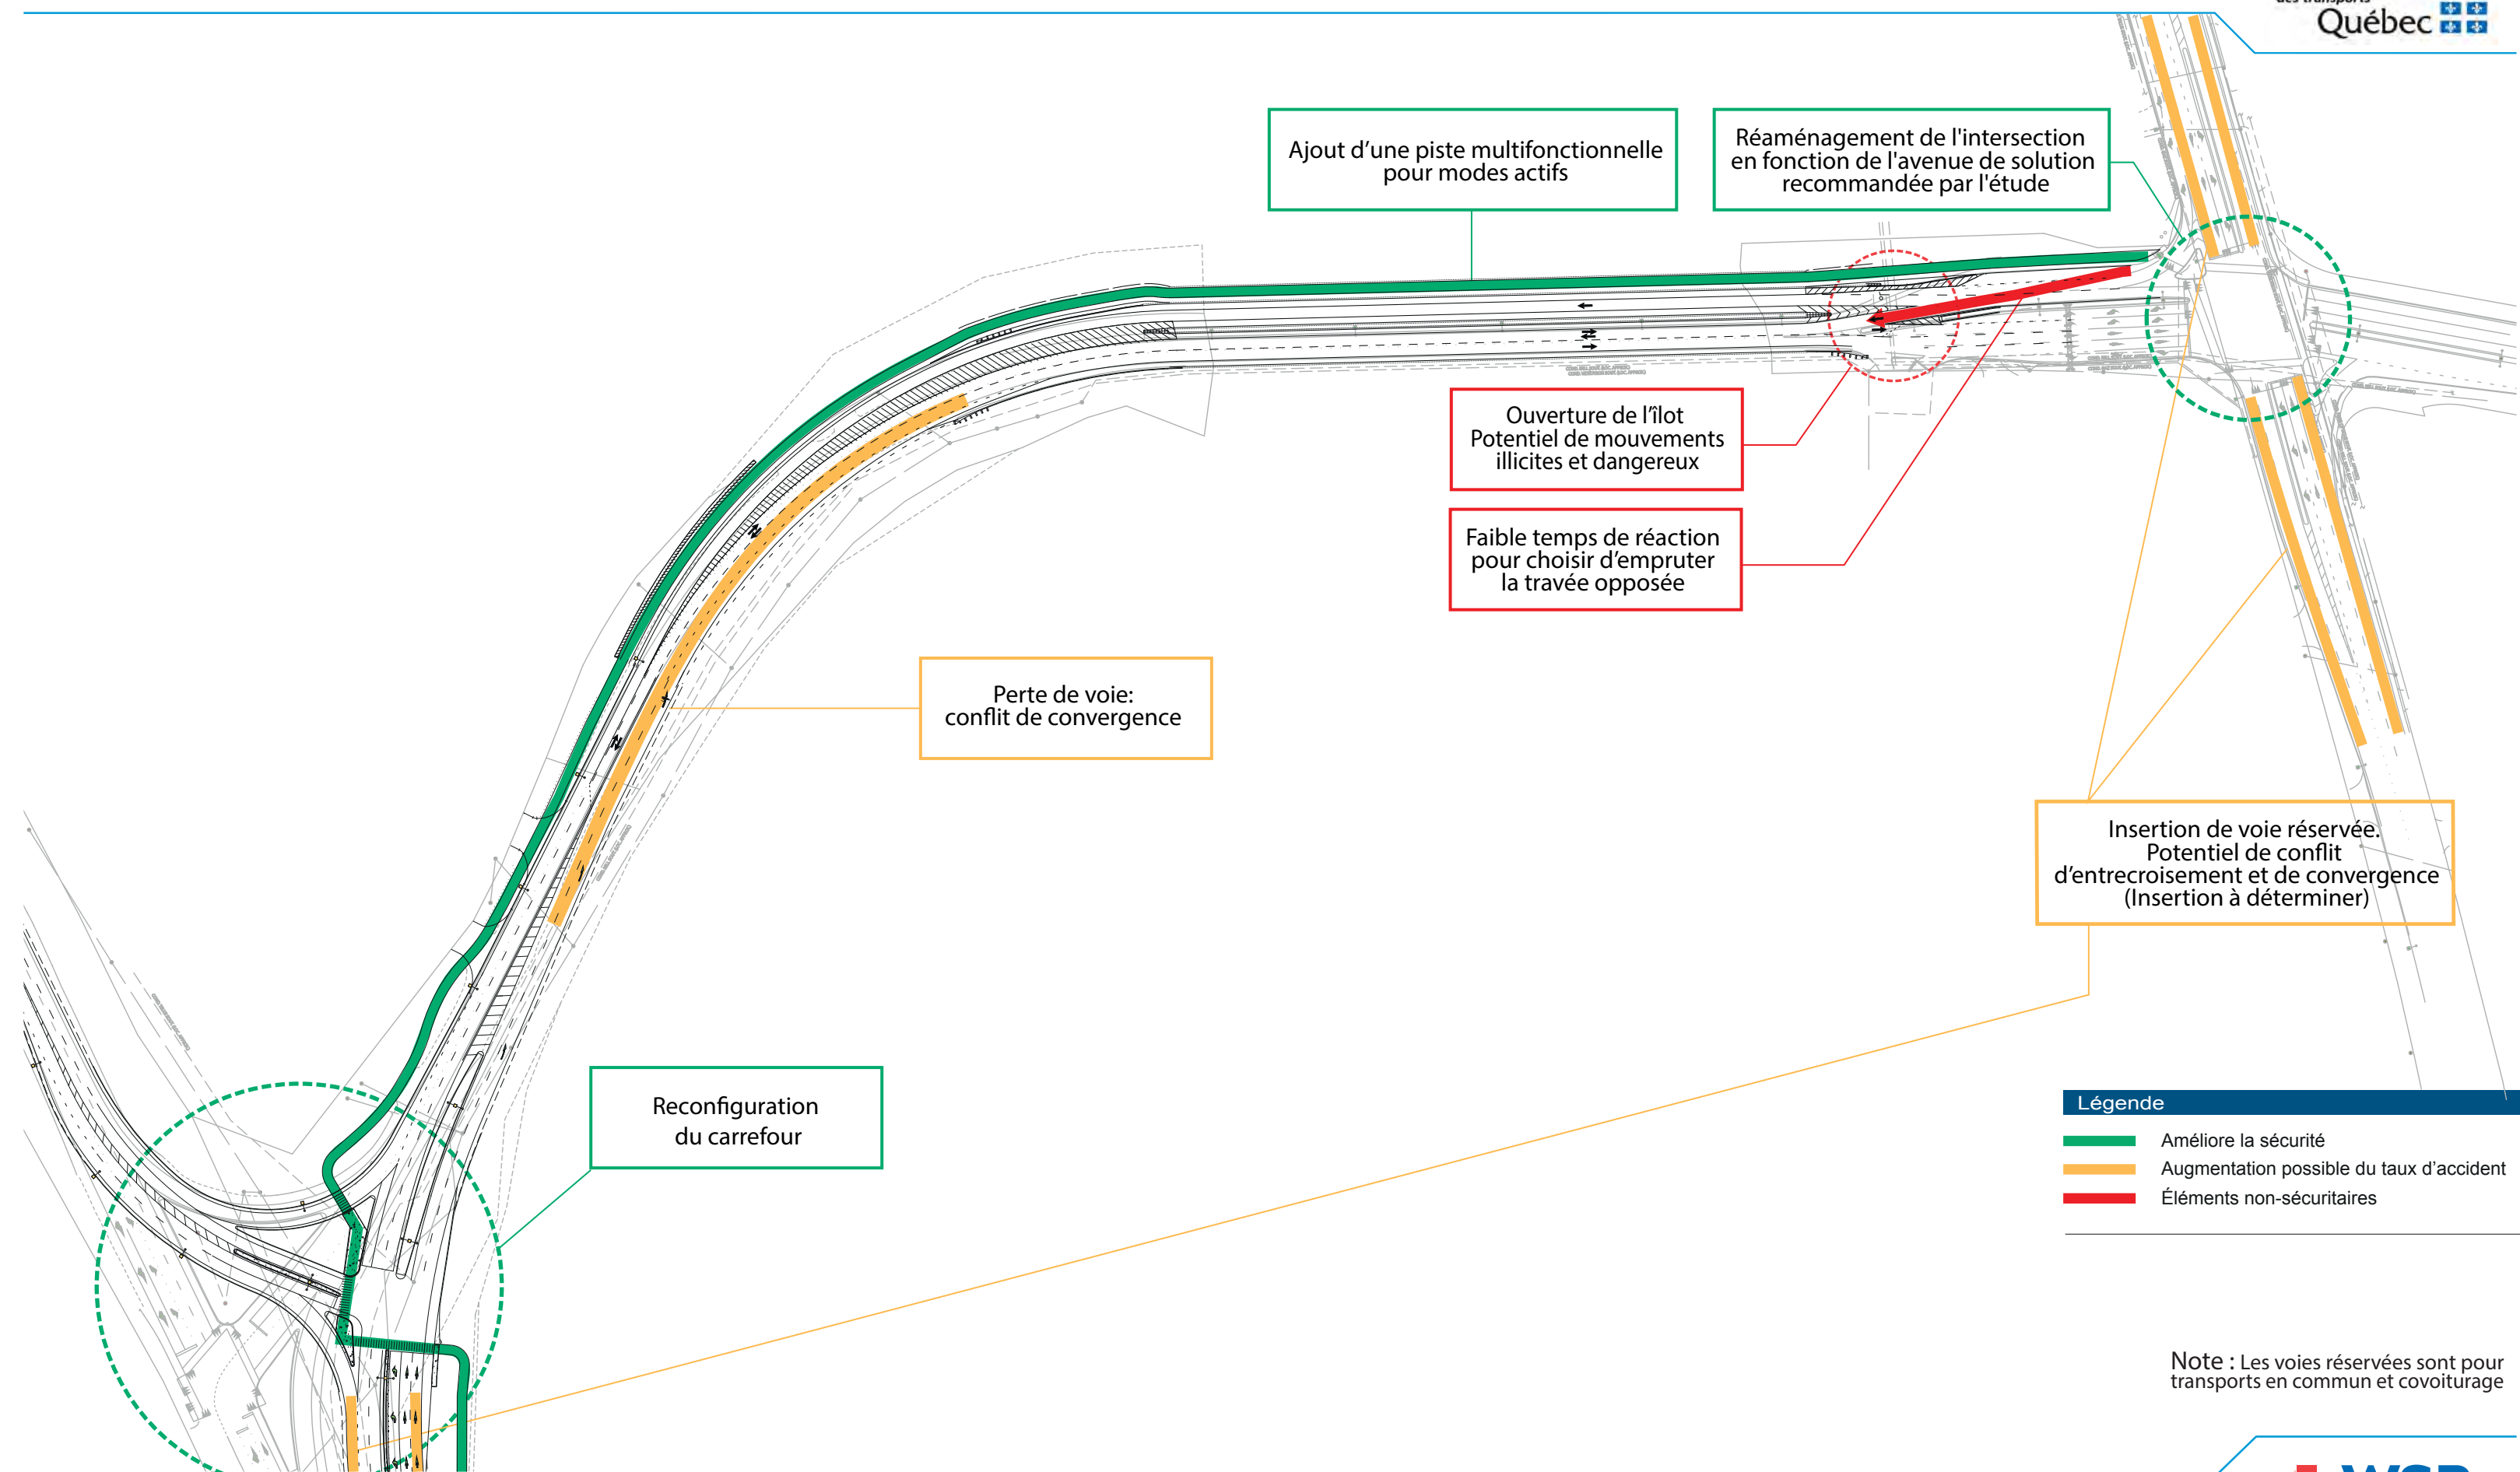 des transports
Québec
Ajout d’une piste multifonctionnelle
pour modes actifs
Réaménagement de l'intersection
en fonction de l'avenue de solution
recommandée par l'étude
Ouverture de l’îlot
Potentiel de mouvements
illicites et dangereux
Faible temps de réaction
pour choisir d’empruter
la travée opposée
Perte de voie:
conflit de convergence
Insertion de voie réservée.
Potentiel de conflit
d’entrecroisement et de convergence
(Insertion à déterminer)
Reconfiguration
du carrefour
Légende
Améliore la sécurité
Augmentation possible du taux d’accident
Éléments non-sécuritaires
Note : Les voies réservées sont pour
transports en commun et covoiturage
WSP